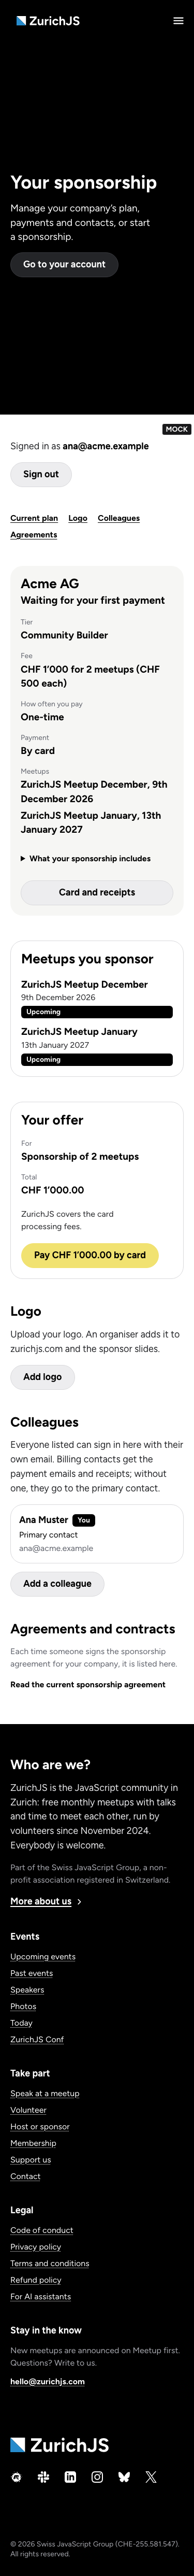 ZurichJS
Your sponsorship
Manage your company's plan,
payments and contacts, or start
a sponsorship.
Go to your account
MOCK
Signed in as ana@acme.example
Sign out
Current plan Logo Colleagues
Agreements
Acme AG
Waiting for your first payment
Tier
Community Builder
Fee
CHF 1'000 for 2 meetups (CHF
500 each)
How often you pay
One-time
Payment
By card
Meetups
ZurichJS Meetup December, 9th
December 2026
ZurichJS Meetup January, 13th
January 2027
What your sponsorship includes
Card and receipts
Meetups you sponsor
ZurichJS Meetup December
9th December 2026
Upcoming
ZurichJS Meetup January
13th January 2027
Upcoming
Your offer
For
Sponsorship of 2 meetups
Total
CHF 1'000.00
ZurichJS covers the card
processing fees.
Pay CHF 1'000.00 by card
Logo
Upload your logo. An organiser adds it to
zurichjs.com and the sponsor slides.
Add logo
Colleagues
Everyone listed can sign in here with their
own email. Billing contacts get the
payment emails and receipts; without
one, they go to the primary contact.
Ana Muster You
Primary contact
ana@acme.example
Add a colleague
Agreements and contracts
Each time someone signs the sponsorship
agreement for your company, it is listed here.
Read the current sponsorship agreement
Who are we?
ZurichJS is the JavaScript community in
Zurich: free monthly meetups with talks
and time to meet each other, run by
volunteers since November 2024.
Everybody is welcome.
Part of the Swiss JavaScript Group, a non-
profit association registered in Switzerland.
More about us
Events
Upcoming events
Past events
Speakers
Photos
Today
ZurichJS Conf
Take part
Speak at a meetup
Volunteer
Host or sponsor
Membership
Support us
Contact
Legal
Code of conduct
Privacy policy
Terms and conditions
Refund policy
For AI assistants
Stay in the know
New meetups are announced on Meetup first.
Questions? Write to us.
hello@zurichjs.com
ZurichJS
© 2026 Swiss JavaScript Group (CHE-255.581.547).
All rights reserved.